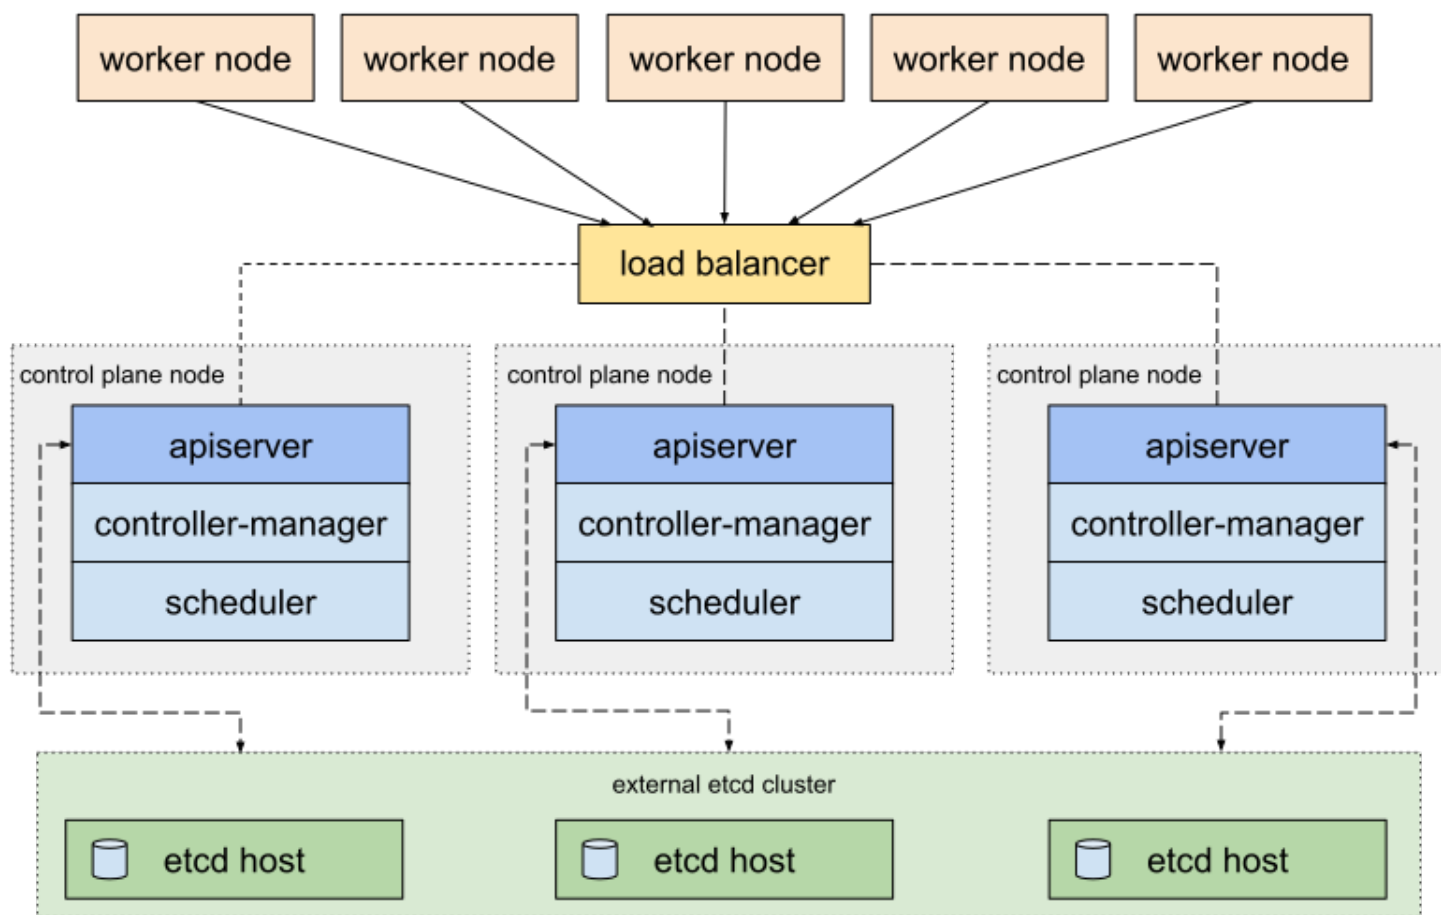 worker node
worker node
worker node
worker node
worker node
load balancer
control plane node
control plane node
control plane node
apiserver
apiserver
apiserver
controller-manager
controller-manager
controller-manager
scheduler
scheduler
scheduler
external etcd cluster
etcd host
etcd host
etcd host